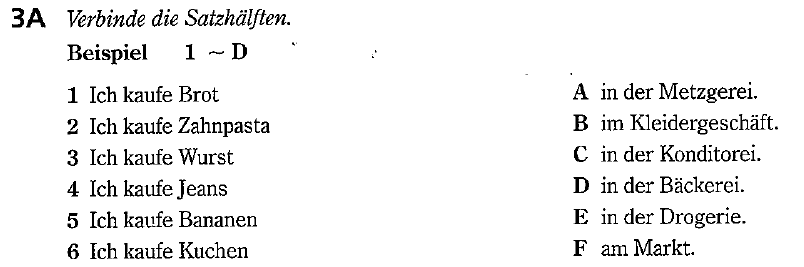 3A Verbinde die Satzhälften.
Beispiel 1 ~ D
1 Ich kaufe Brot
2 Ich kaufe Zahnpasta
3 Ich kaufe Wurst
4 Ich kaufe Jeans
5 Ich kaufe Bananen
6 Ich kaufe Kuchen
A in der Metzgerei.
B im Kleidergeschäft.
C in der Konditorei.
D in der Bäckerei.
E in der Drogerie.
F am Markt.